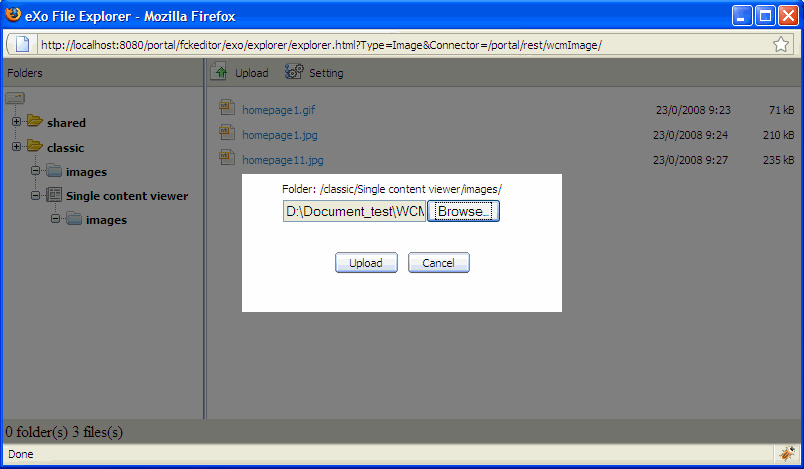 eXo File Explorer - Mozilla Firefox
http://localhost:8080/portal/fckeditor/exo/explorer/explorer.html?Type=Image&Connector=/portal/rest/wcmImage/
Folders
Upload Setting
shared
classic
images
Single content viewer
images
homepage1.gif 23/0/2008 9:23 71 kB
homepage1.jpg 23/0/2008 9:24 210 kB
homepage11.jpg 23/0/2008 9:27 235 kB
Folder: /classic/Single content viewer/images/
D:\Document_test\WCM Browse...
Upload Cancel
0 folder(s) 3 files(s)
Done